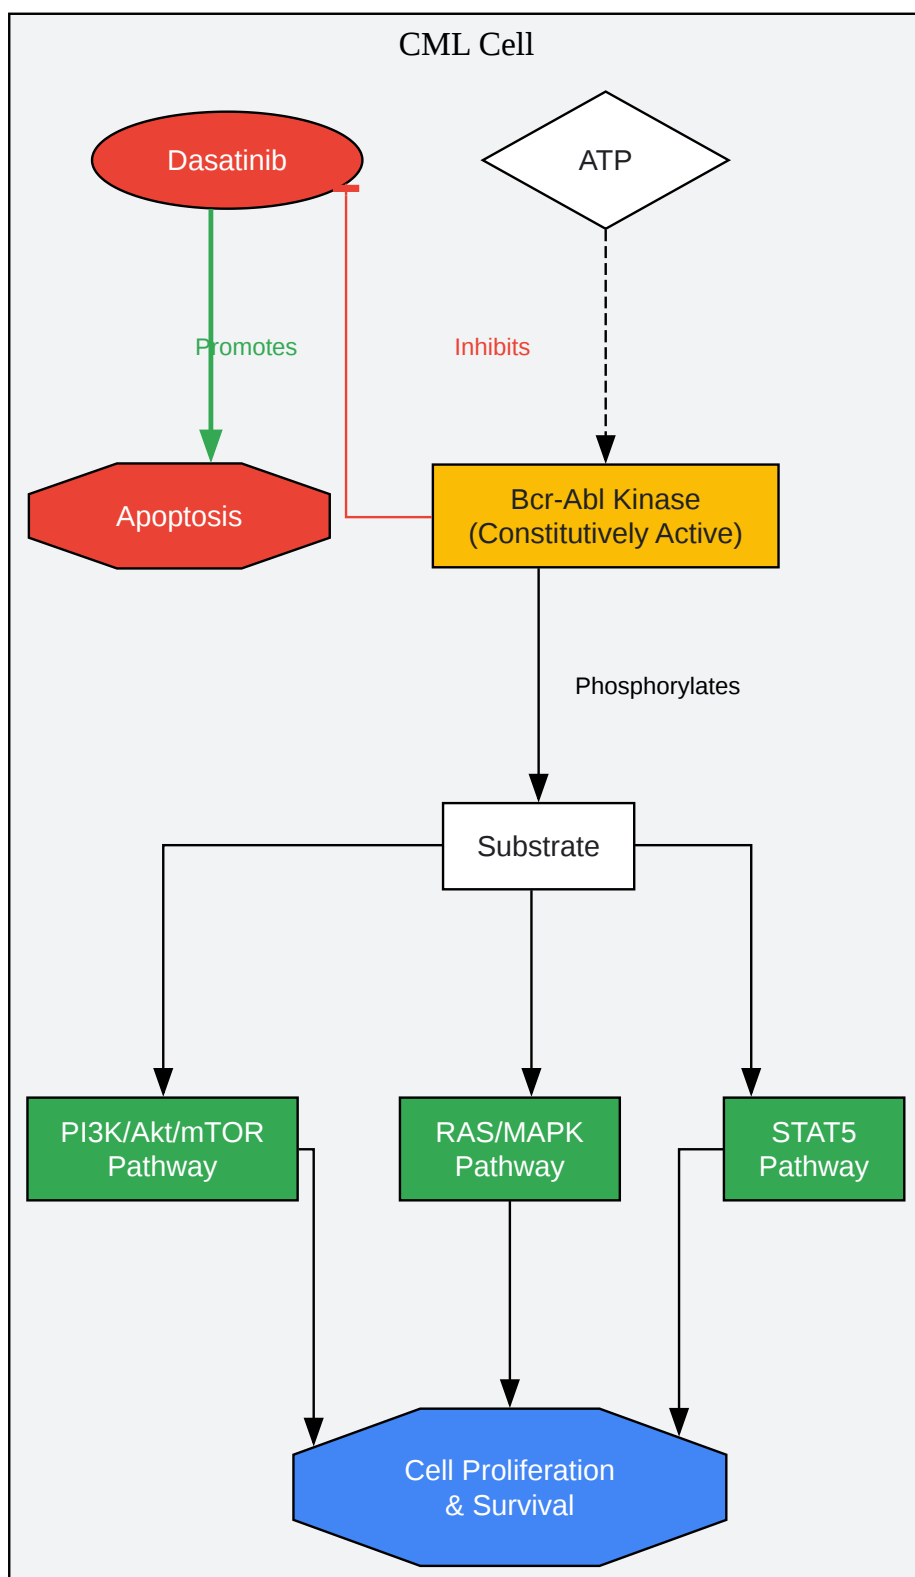 CML Cell
Dasatinib
ATP
Promotes
Inhibits
Apoptosis
Bcr-Abl Kinase
(Constitutively Active)
Phosphorylates
Substrate
PI3K/Akt/mTOR
Pathway
RAS/MAPK
Pathway
STAT5
Pathway
Cell Proliferation
& Survival